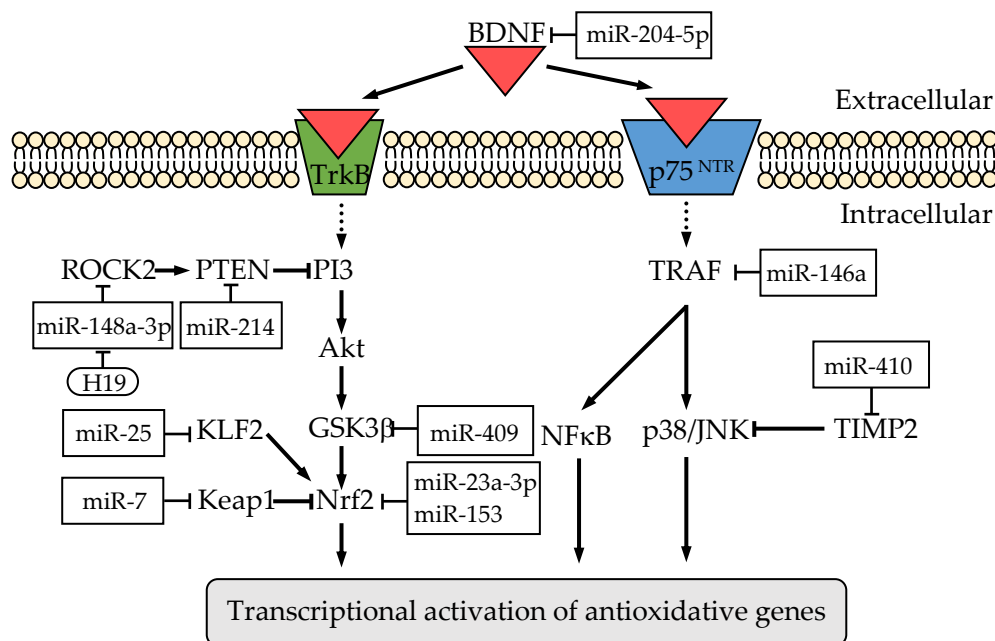 BDNF
miR-204-5p
Extracellular
TrkB
p75 NTR
Intracellular
ROCK2
PTEN
PI3
TRAF
miR-146a
miR-148a-3p
miR-214
Akt
H19
miR-410
miR-25
KLF2
GSK3β
miR-409
NFκB
p38/JNK
TIMP2
miR-7
Keap1
Nrf2
miR-23a-3p
miR-153
Transcriptional activation of antioxidative genes